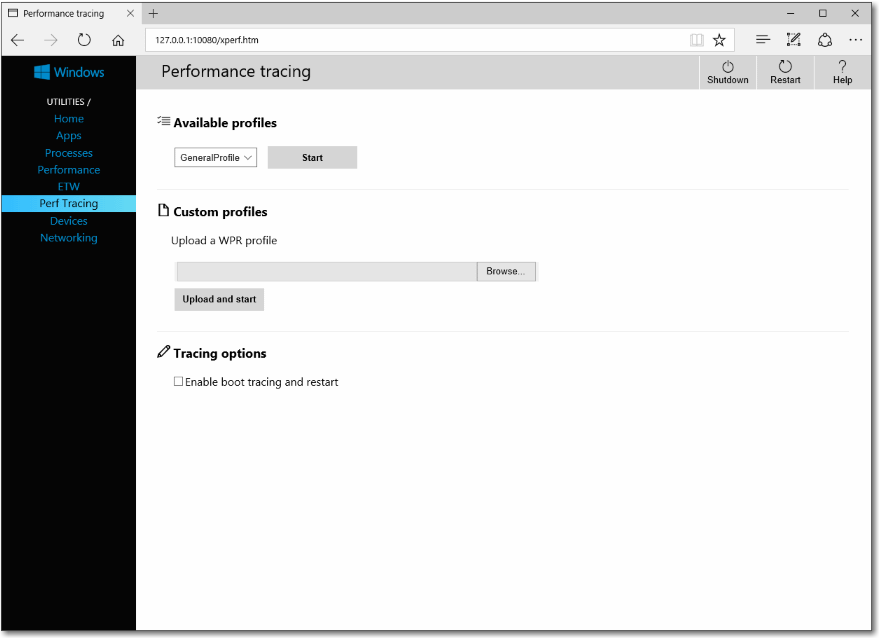 Performance tracing
127.0.0.1:10080/xperf.htm
Windows
UTILITIES /
Home
Apps
Processes
Performance
ETW
Perf Tracing
Devices
Networking
Performance tracing
Shutdown
Restart
Help
Available profiles
GeneralProfile
Start
Custom profiles
Upload a WPR profile
Browse...
Upload and start
Tracing options
Enable boot tracing and restart